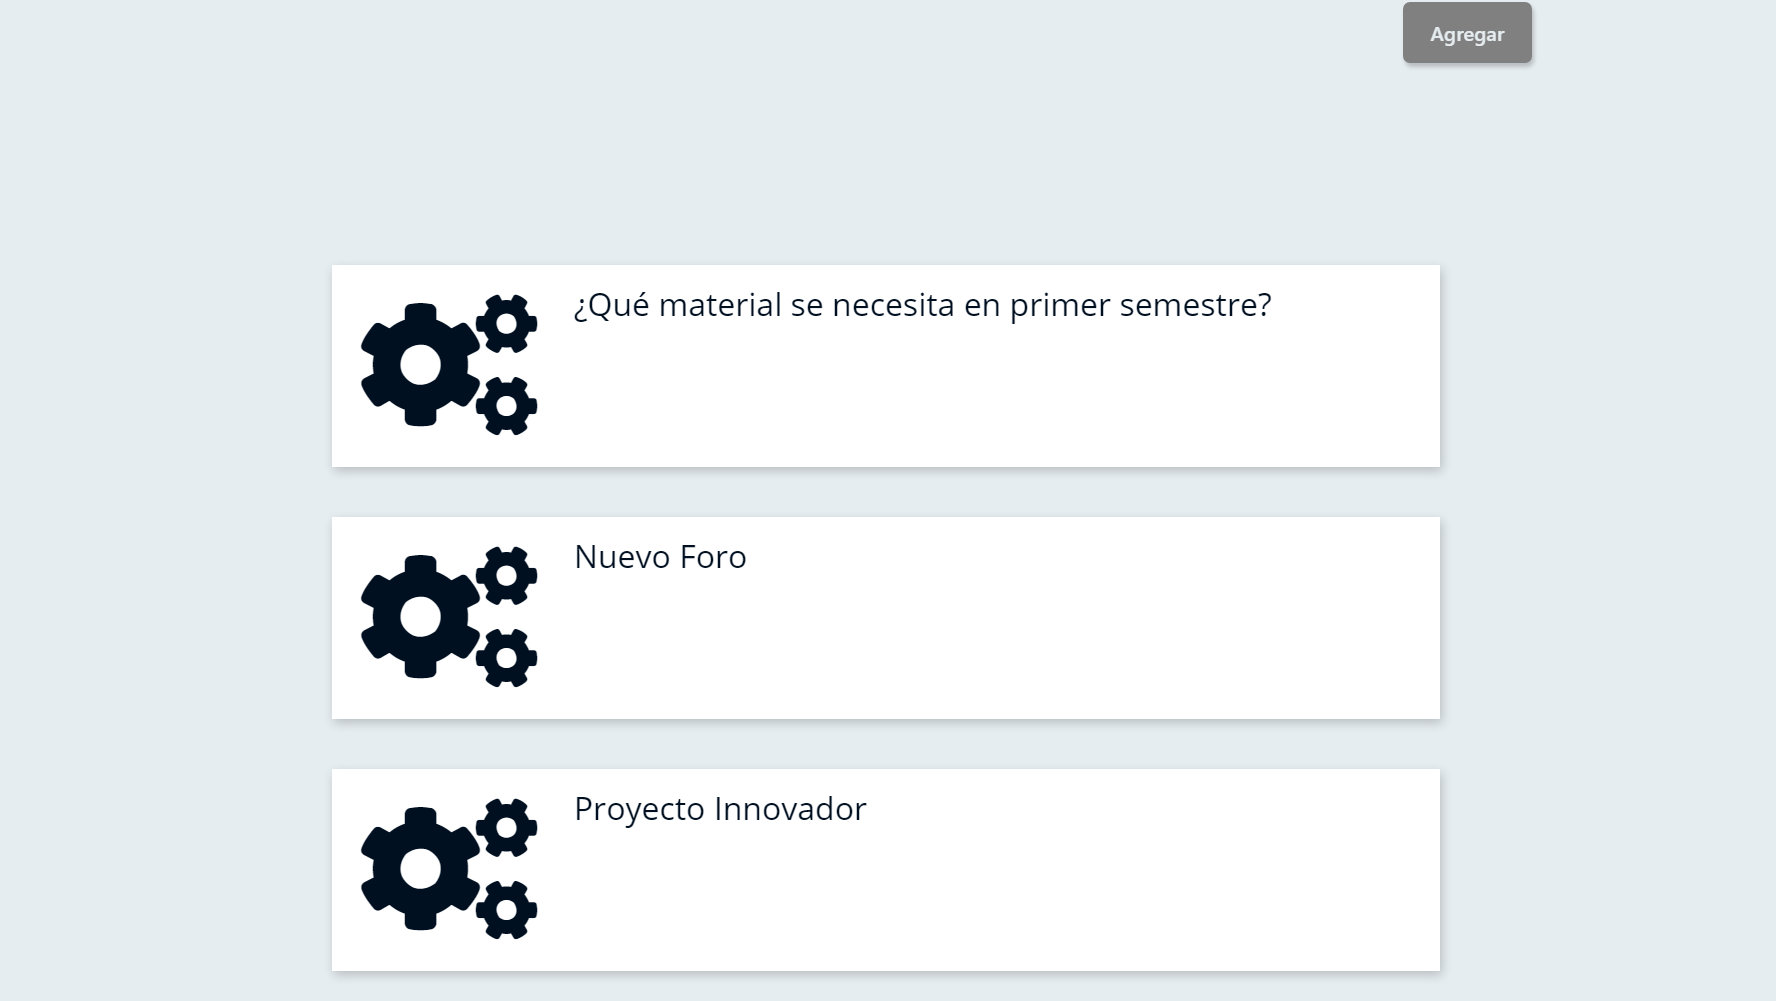 Agregar
¿Qué material se necesita en primer semestre?
Nuevo Foro
Proyecto Innovador